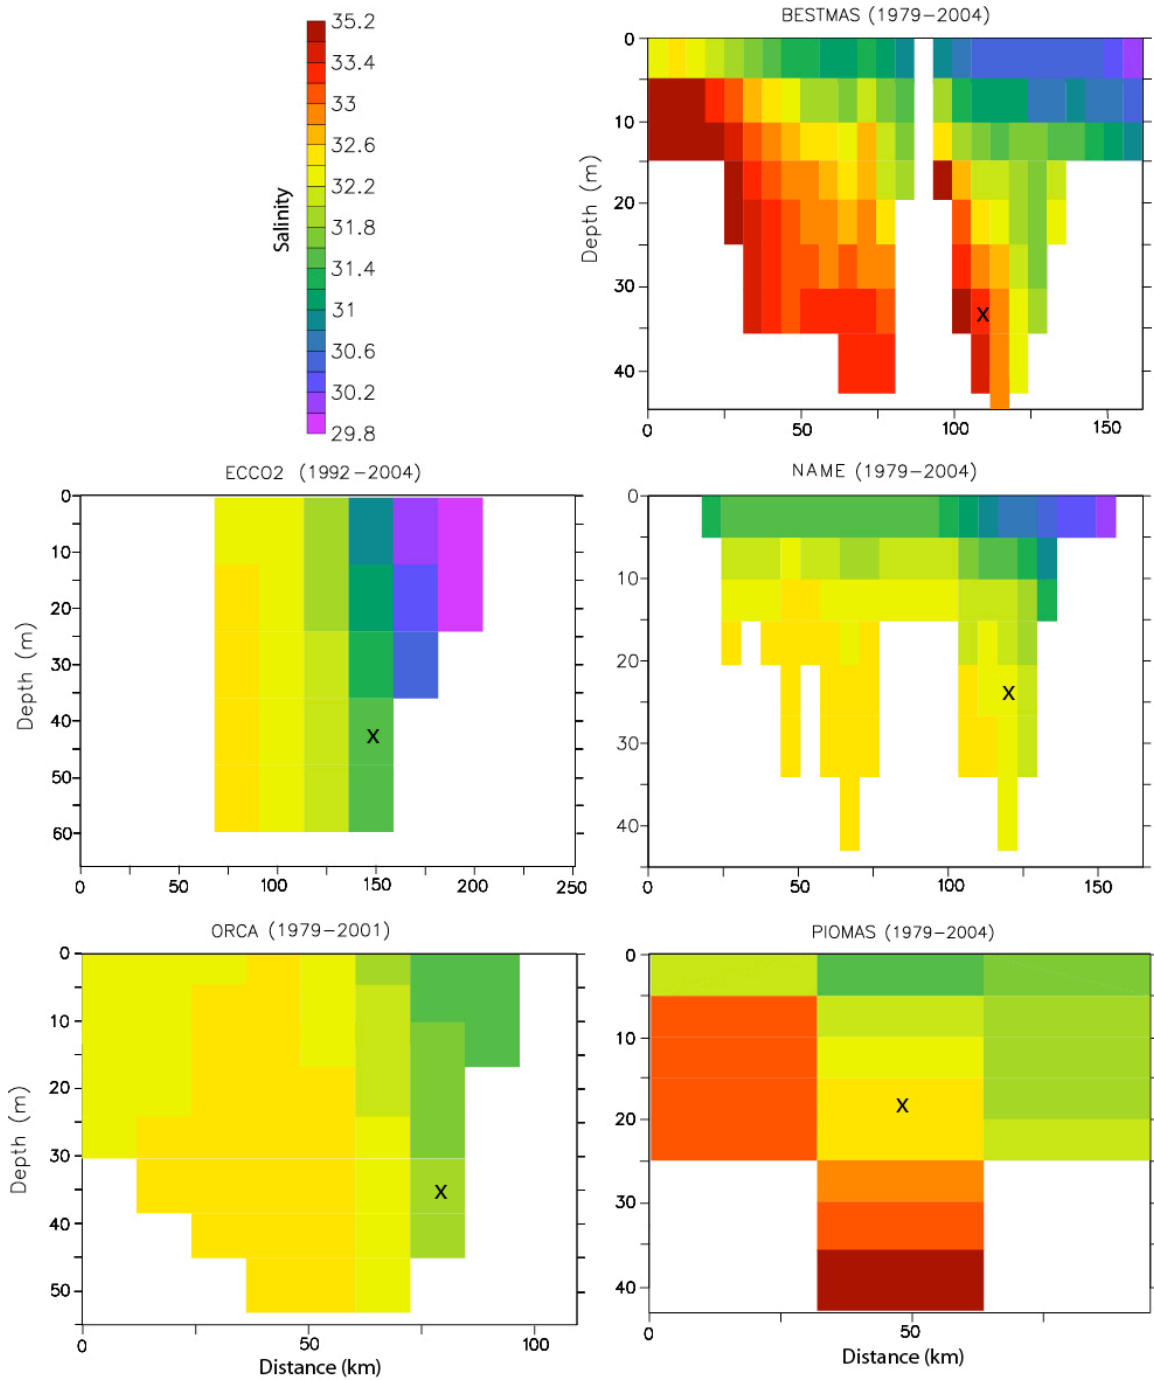 35.2
33.4
33
32.6
32.2
31.8
31.4
31
30.6
30.2
29.8
Salinity
BESTMAS (1979-2004)
0
10
20
30
40
Depth (m)
X
0 50 100 150
ECCO2 (1992-2004)
0
10
20
30
40
50
60
Depth (m)
X
0 50 100 150 200 250
NAME (1979-2004)
0
10
20
30
40
X
0 50 100 150
ORCA (1979-2001)
0
10
20
30
40
50
Depth (m)
X
0 50 100
Distance (km)
PIOMAS (1979-2004)
0
10
20
30
40
X
0 50
Distance (km)